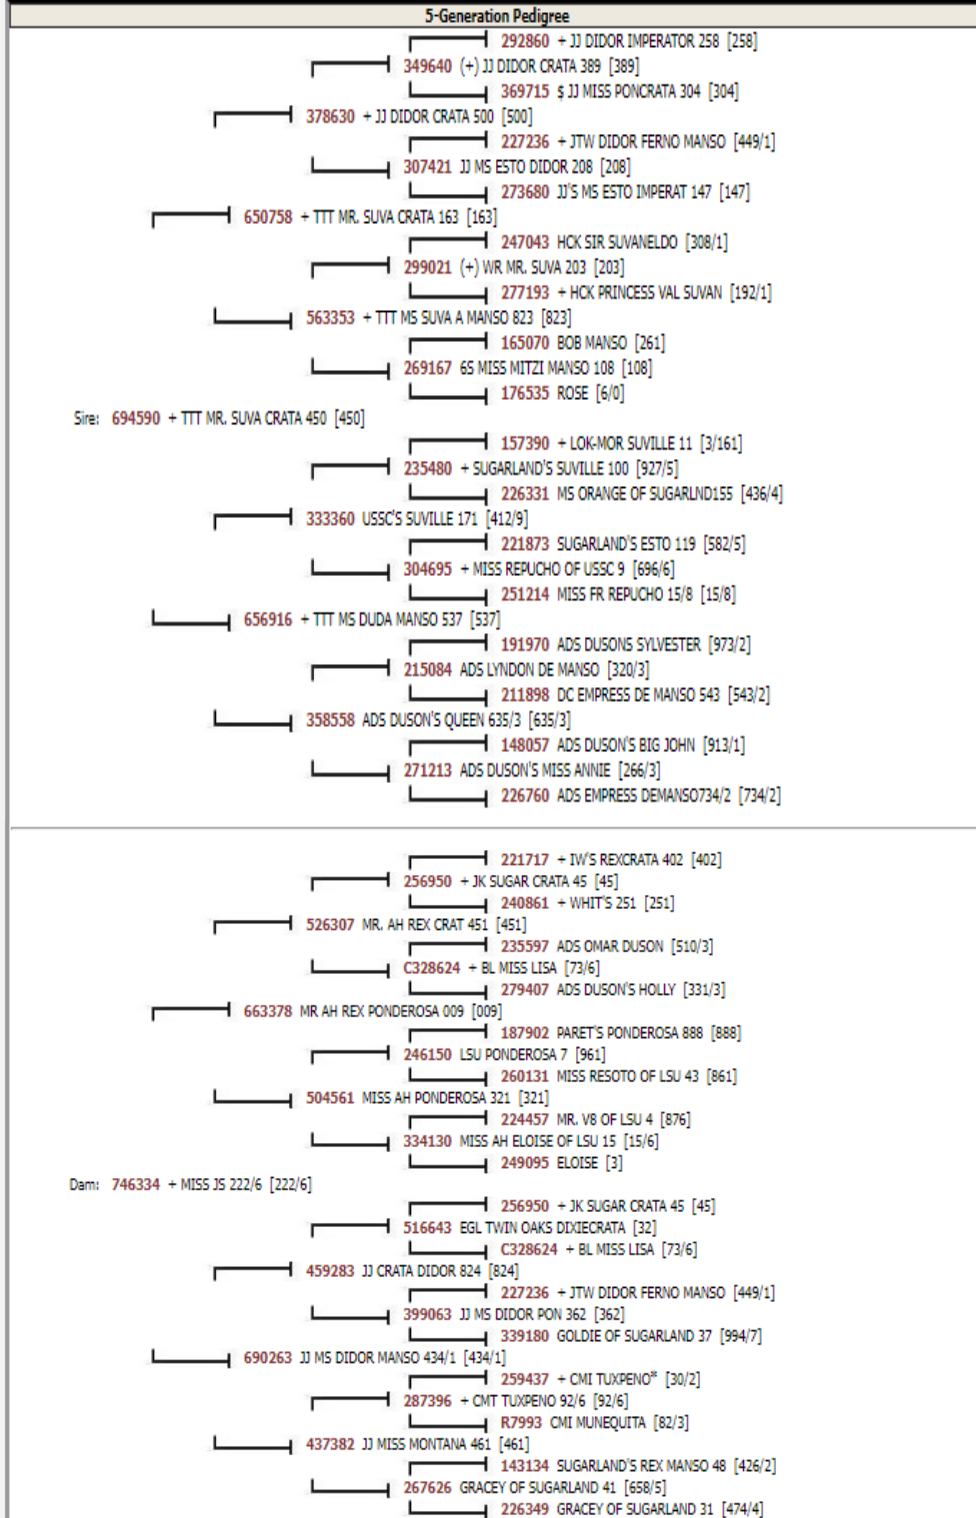 5-Generation Pedigree
292860 + JJ DIDOR IMPERATOR 258 [258]
349640 (+) JJ DIDOR CRATA 389 [389]
369715 $ JJ MISS PONCRATA 304 [304]
378630 + JJ DIDOR CRATA 500 [500]
227236 + JTW DIDOR FERNO MANSO [449/1]
307421 JJ MS ESTO DIDOR 208 [208]
273680 JJ'S MS ESTO IMPERAT 147 [147]
650758 + TTT MR. SUVA CRATA 163 [163]
247043 HCK SIR SUVANELDO [308/1]
299021 (+) WR MR. SUVA 203 [203]
277193 + HCK PRINCESS VAL SUVAN [192/1]
563353 + TTT MS SUVA A MANSO 823 [823]
165070 BOB MANSO [261]
269167 6S MISS MITZI MANSO 108 [108]
176535 ROSE [6/0]
Sire: 694590 + TTT MR. SUVA CRATA 450 [450]
157390 + LOK-MOR SUVILLE 11 [3/161]
235480 + SUGARLAND'S SUVILLE 100 [927/5]
226331 MS ORANGE OF SUGARLND155 [436/4]
333360 USSC'S SUVILLE 171 [412/9]
221873 SUGARLAND'S ESTO 119 [582/5]
304695 + MISS REPUCHO OF USSC 9 [696/6]
251214 MISS FR REPUCHO 15/8 [15/8]
656916 + TTT MS DUDA MANSO 537 [537]
191970 ADS DUSONS SYLVESTER [973/2]
215084 ADS LYNDON DE MANSO [320/3]
211898 DC EMPRESS DE MANSO 543 [543/2]
358558 ADS DUSON'S QUEEN 635/3 [635/3]
148057 ADS DUSON'S BIG JOHN [913/1]
271213 ADS DUSON'S MISS ANNIE [266/3]
226760 ADS EMPRESS DEMANSO734/2 [734/2]
221717 + IW'S REXCRATA 402 [402]
256950 + JK SUGAR CRATA 45 [45]
240861 + WHIT'S 251 [251]
526307 MR. AH REX CRAT 451 [451]
235597 ADS OMAR DUSON [510/3]
C328624 + BL MISS LISA [73/6]
279407 ADS DUSON'S HOLLY [331/3]
663378 MR AH REX PONDEROSA 009 [009]
187902 PARET'S PONDEROSA 888 [888]
246150 LSU PONDEROSA 7 [961]
260131 MISS RESOTO OF LSU 43 [861]
504561 MISS AH PONDEROSA 321 [321]
224457 MR. V8 OF LSU 4 [876]
334130 MISS AH ELOISE OF LSU 15 [15/6]
249095 ELOISE [3]
Dam: 746334 + MISS JS 222/6 [222/6]
256950 + JK SUGAR CRATA 45 [45]
516643 EGL TWIN OAKS DIXIECRATA [32]
C328624 + BL MISS LISA [73/6]
459283 JJ CRATA DIDOR 824 [824]
227236 + JTW DIDOR FERNO MANSO [449/1]
399063 JJ MS DIDOR PON 362 [362]
339180 GOLDIE OF SUGARLAND 37 [994/7]
690263 JJ MS DIDOR MANSO 434/1 [434/1]
259437 + CMI TUXPENO* [30/2]
287396 + CMT TUXPENO 92/6 [92/6]
R7993 CMI MUNEQUITA [82/3]
437382 JJ MISS MONTANA 461 [461]
143134 SUGARLAND'S REX MANSO 48 [426/2]
267626 GRACEY OF SUGARLAND 41 [658/5]
226349 GRACEY OF SUGARLAND 31 [474/4]